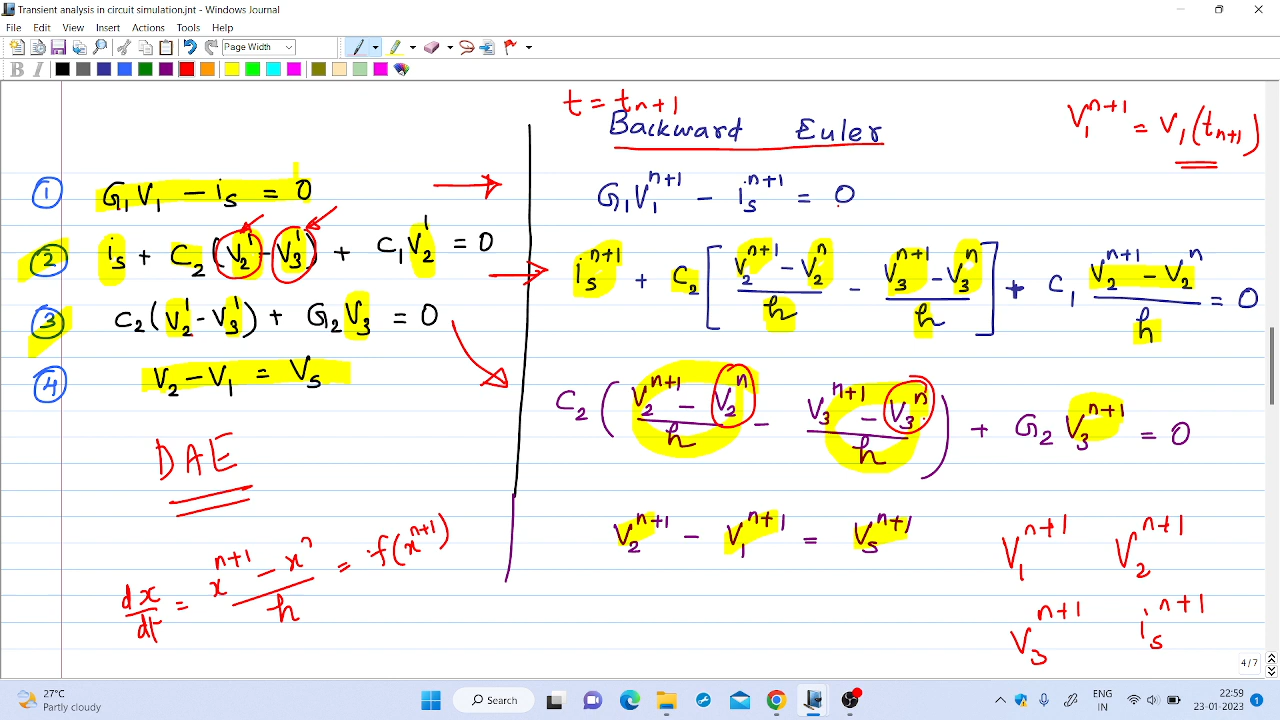 Transient analysis in circuit simulation.jnt - Windows Journal
File Edit View Insert Actions Tools Help
Page Width
B I
t = tn+1
Backward Euler
V₁ⁿ⁺¹ = V₁(tn+1)
① G₁V₁ - is = 0
② is + C₂(V₂' - V₃') + C₁V₂' = 0
③ C₂(V₂' - V₃') + G₂V₃ = 0
④ V₂ - V₁ = Vs
DAE
dx/dt = (xⁿ⁺¹ - xⁿ)/h = f(xⁿ⁺¹)
G₁V₁ⁿ⁺¹ - isⁿ⁺¹ = 0
isⁿ⁺¹ + C₂[(V₂ⁿ⁺¹ - V₂ⁿ)/h - (V₃ⁿ⁺¹ - V₃ⁿ)/h] + C₁ (V₂ⁿ⁺¹ - V₂ⁿ)/h = 0
C₂((V₂ⁿ⁺¹ - V₂ⁿ)/h - (V₃ⁿ⁺¹ - V₃ⁿ)/h) + G₂V₃ⁿ⁺¹ = 0
V₂ⁿ⁺¹ - V₁ⁿ⁺¹ = Vsⁿ⁺¹
V₁ⁿ⁺¹ V₂ⁿ⁺¹
V₃ⁿ⁺¹ isⁿ⁺¹
4/7
27°C
Partly cloudy
Search
ENG
IN
22:59
23-01-2023
1